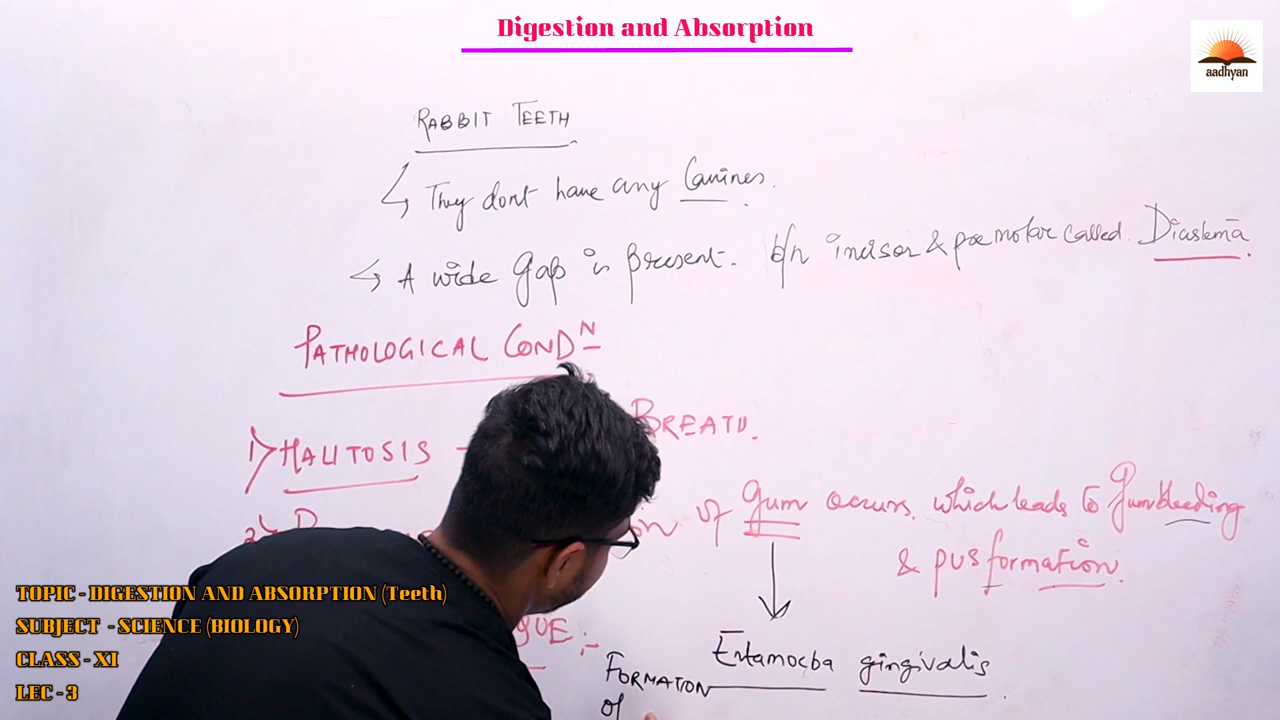 Digestion and Absorption
aadhyan
RABBIT TEETH
They dont have any Canines.
A wide Gap is present. b/n incisor & premolar called. Diastema.
PATHOLOGICAL CONDN
1) HALITOSIS - BREATH.
2) of gum occurs. which leads to Gumbleeding
& pus formation.
Entamoeba gingivalis.
FORMATION
of
TOPIC - DIGESTION AND ABSORPTION (Teeth)
SUBJECT - SCIENCE (BIOLOGY)
CLASS - XI
LEC - 3